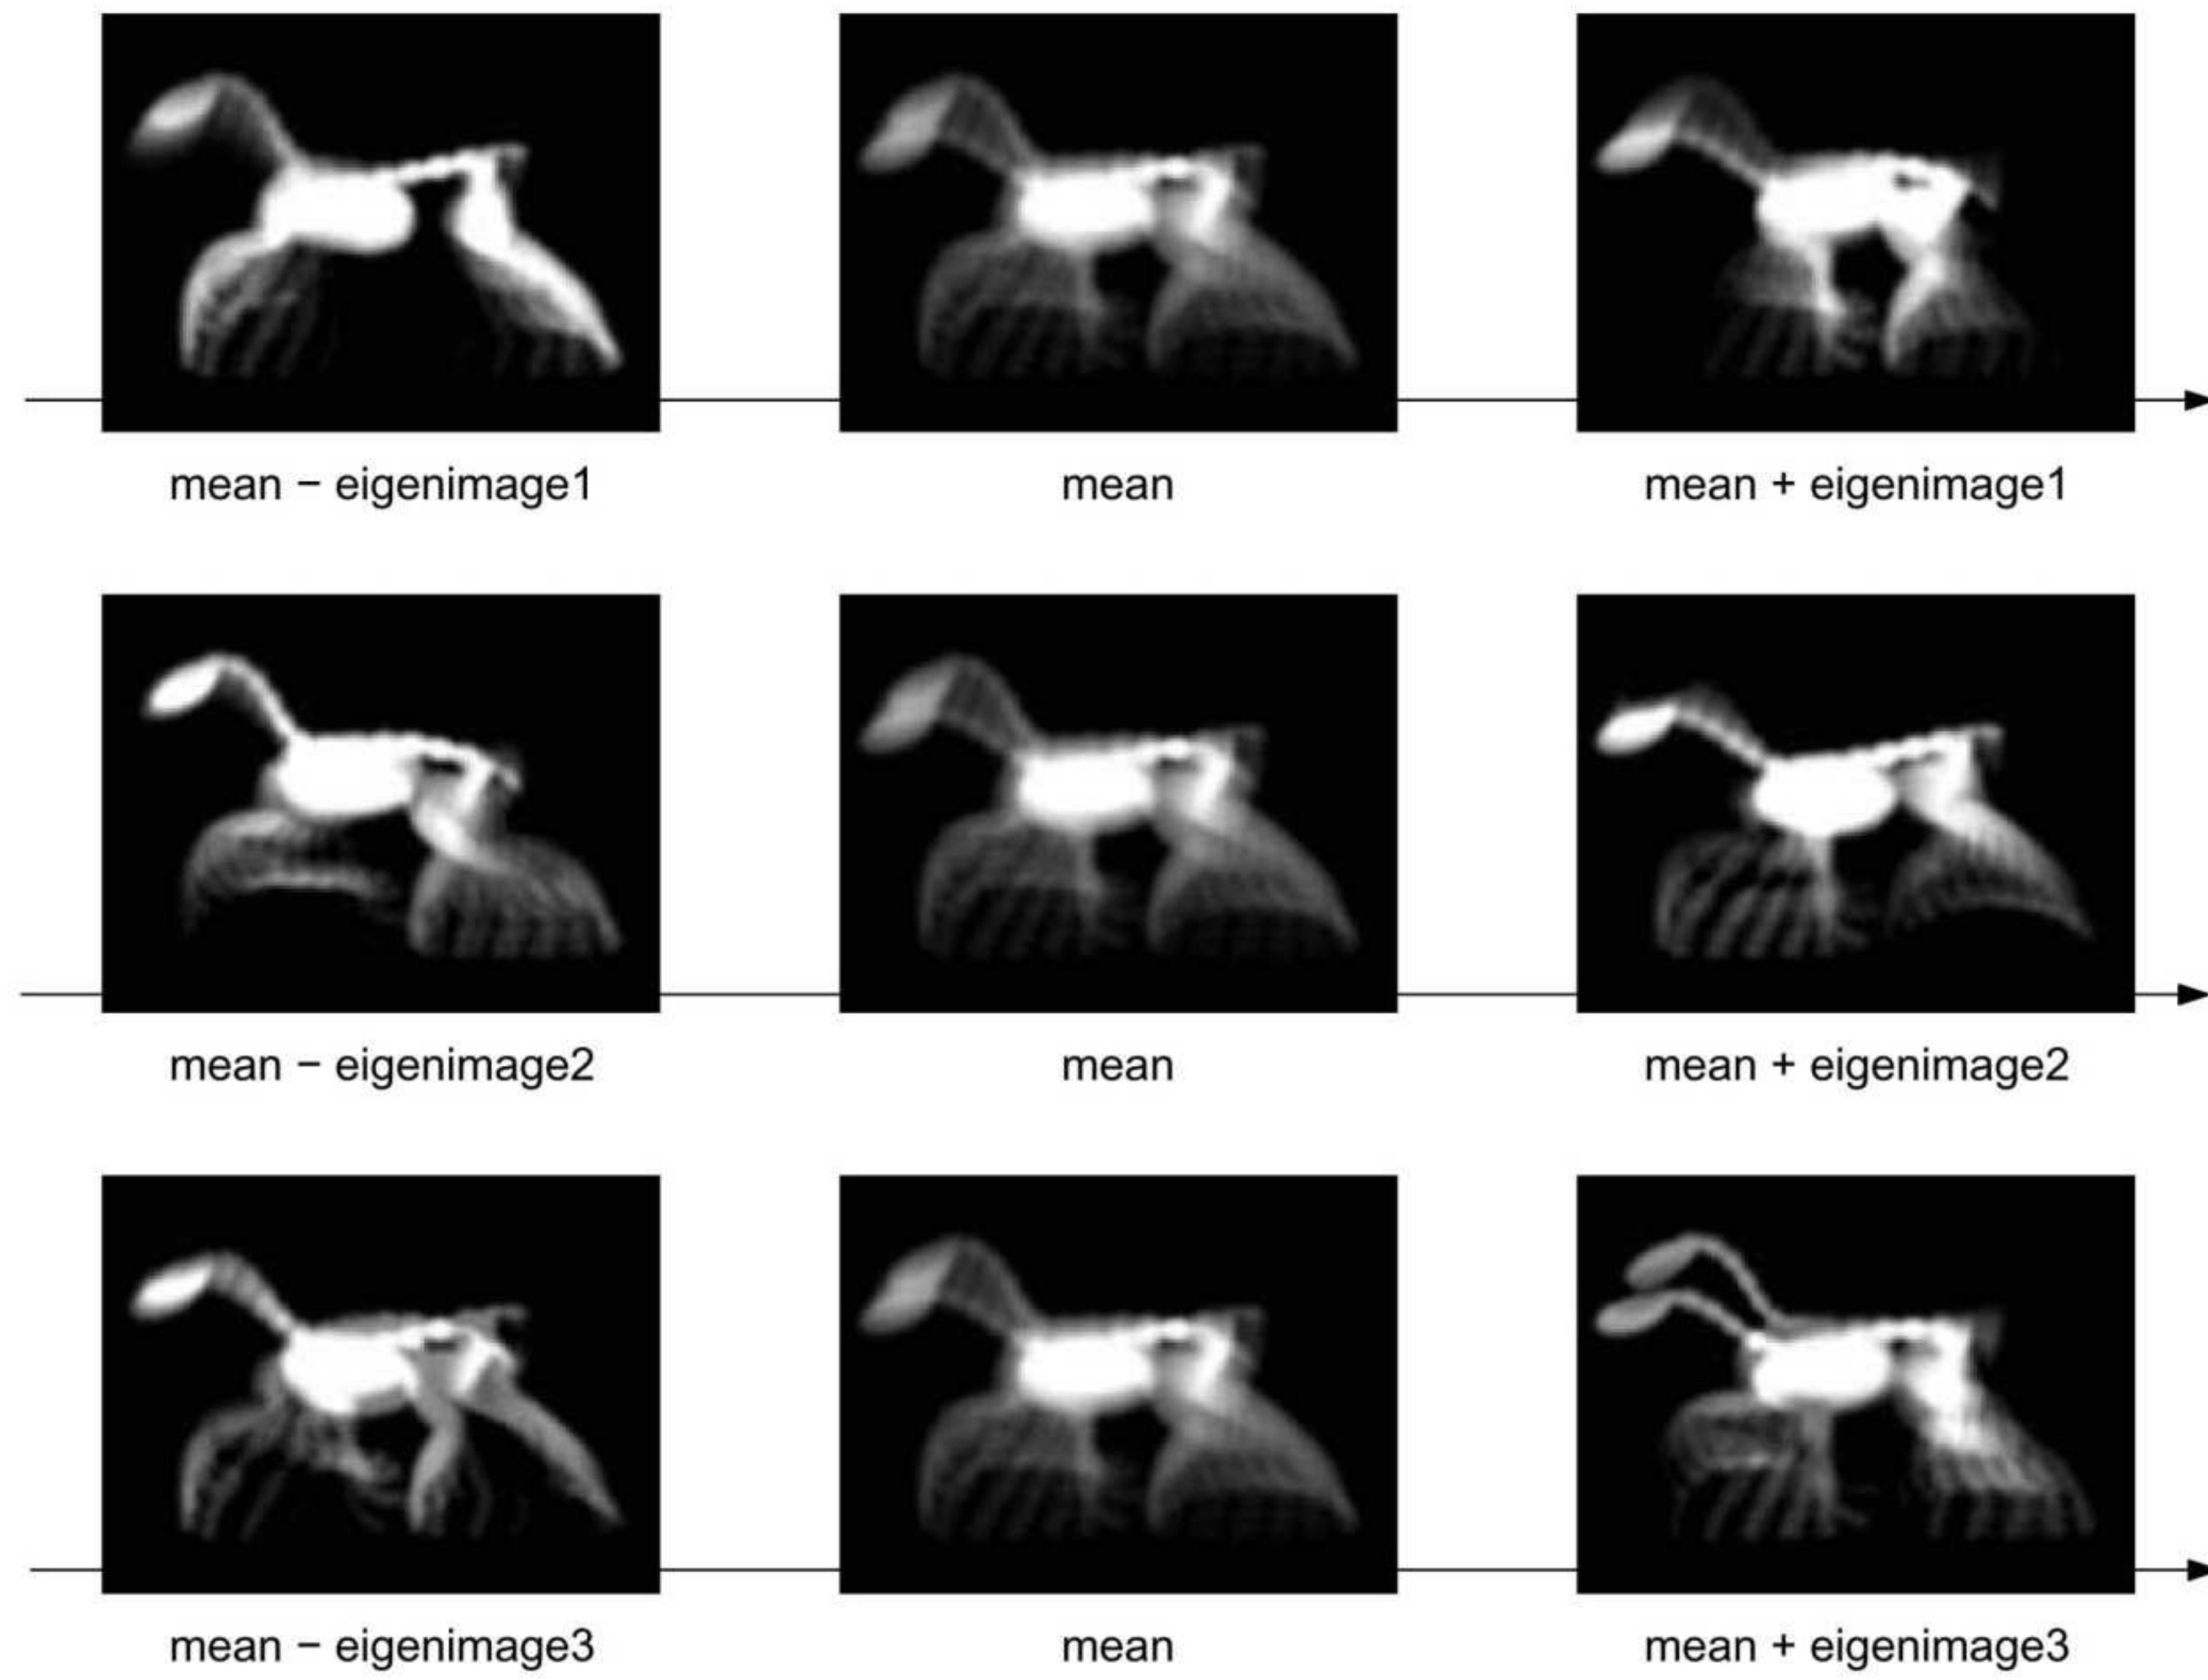 mean − eigenimage1
mean
mean + eigenimage1
mean − eigenimage2
mean
mean + eigenimage2
mean − eigenimage3
mean
mean + eigenimage3